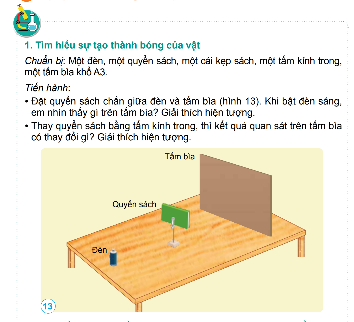 1. Tìm hiểu sự tạo thành bóng của vật
Chuẩn bị: Một đèn, một quyển sách, một cái kẹp sách, một tấm kính trong,
một tấm bìa khổ A3.
Tiến hành:
• Đặt quyển sách chắn giữa đèn và tấm bìa (hình 13). Khi bật đèn sáng,
em nhìn thấy gì trên tấm bìa? Giải thích hiện tượng.
• Thay quyển sách bằng tấm kính trong, thì kết quả quan sát trên tấm bìa
có thay đổi gì? Giải thích hiện tượng.
Tấm bìa
Quyển sách
Đèn
13